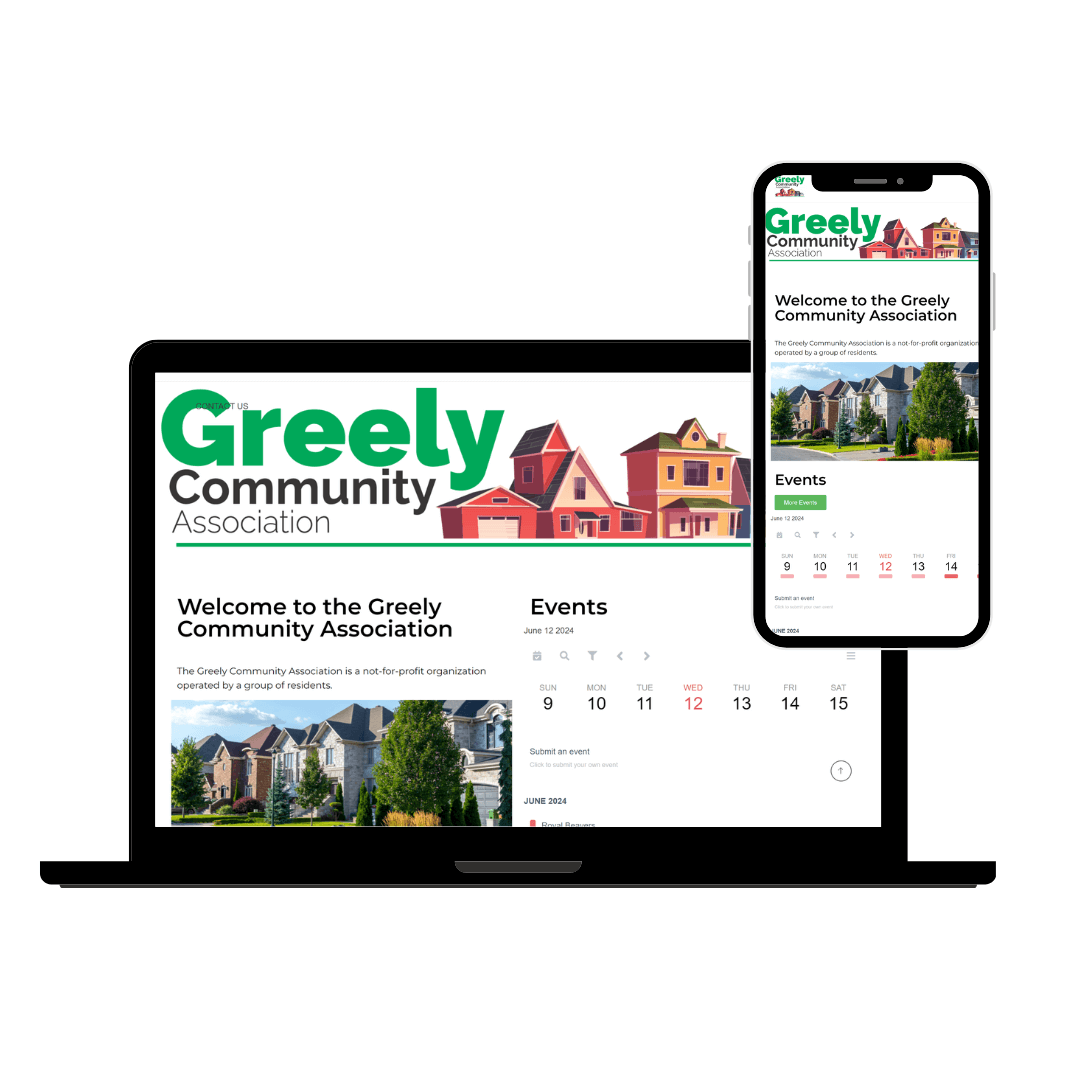 CONTACT US
Greely
Community
Association
Welcome to the Greely
Community Association
The Greely Community Association is a not-for-profit organization
operated by a group of residents.
Events
June 12 2024
SUN MON TUE WED THU FRI SAT
9 10 11 12 13 14 15
Submit an event
Click to submit your own event
JUNE 2024
Royal Beavers
Greely
Community
Greely
Community
Association
Welcome to the Greely
Community Association
The Greely Community Association is a not-for-profit organization
operated by a group of residents.
Events
More Events
June 12 2024
SUN MON TUE WED THU FRI
9 10 11 12 13 14
Submit an event
Click to submit your own event
JUNE 2024